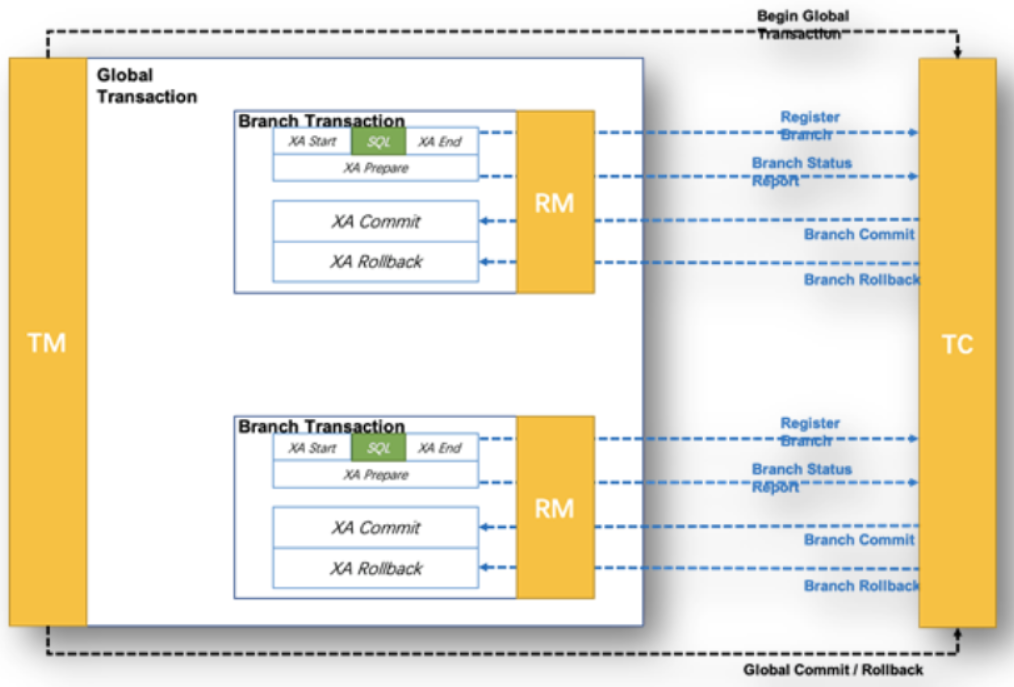 Begin Global
Transaction
Global
Transaction
Branch Transaction
XA Start SQL XA End
XA Prepare
XA Commit
XA Rollback
RM
Register
Branch
Branch Status
Report
Branch Commit
Branch Rollback
TM
TC
Branch Transaction
XA Start SQL XA End
XA Prepare
XA Commit
XA Rollback
RM
Register
Branch
Branch Status
Report
Branch Commit
Branch Rollback
Global Commit / Rollback